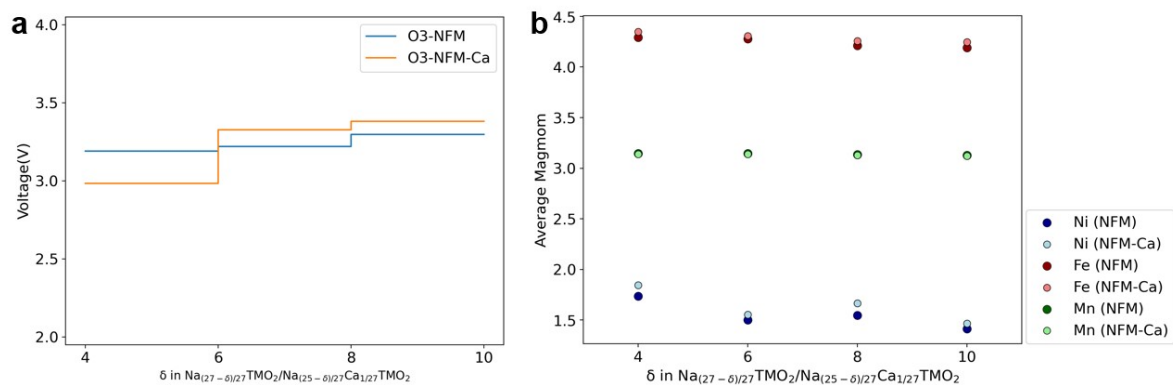 a
4.0
3.5
3.0
2.5
2.0
Voltage(V)
O3-NFM
O3-NFM-Ca
4
6
8
10
δ in Na(27−δ)/27TMO2/Na(25−δ)/27Ca1/27TMO2
b
4.5
4.0
3.5
3.0
2.5
2.0
1.5
Average Magmom
4
6
8
10
δ in Na(27−δ)/27TMO2/Na(25−δ)/27Ca1/27TMO2
Ni (NFM)
Ni (NFM-Ca)
Fe (NFM)
Fe (NFM-Ca)
Mn (NFM)
Mn (NFM-Ca)